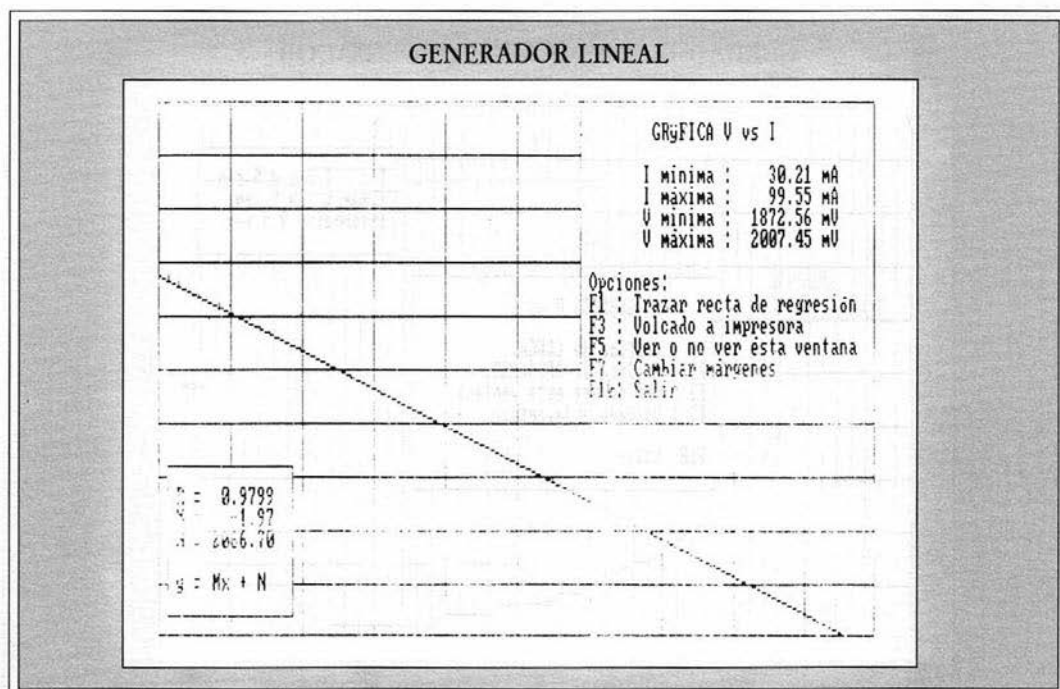 GENERADOR LINEAL
GRÿFICA V vs I
I mínima : 30.21 mA
I máxima : 99.55 mA
V mínima : 1872.56 mV
V máxima : 2007.45 mV
Opciones:
F1 : Trazar recta de regresión
F3 : Volcado a impresora
F5 : Ver o no ver ésta ventana
F7 : Cambiar márgenes
Salir
= 0.9799
-1.97
y = Mx + N